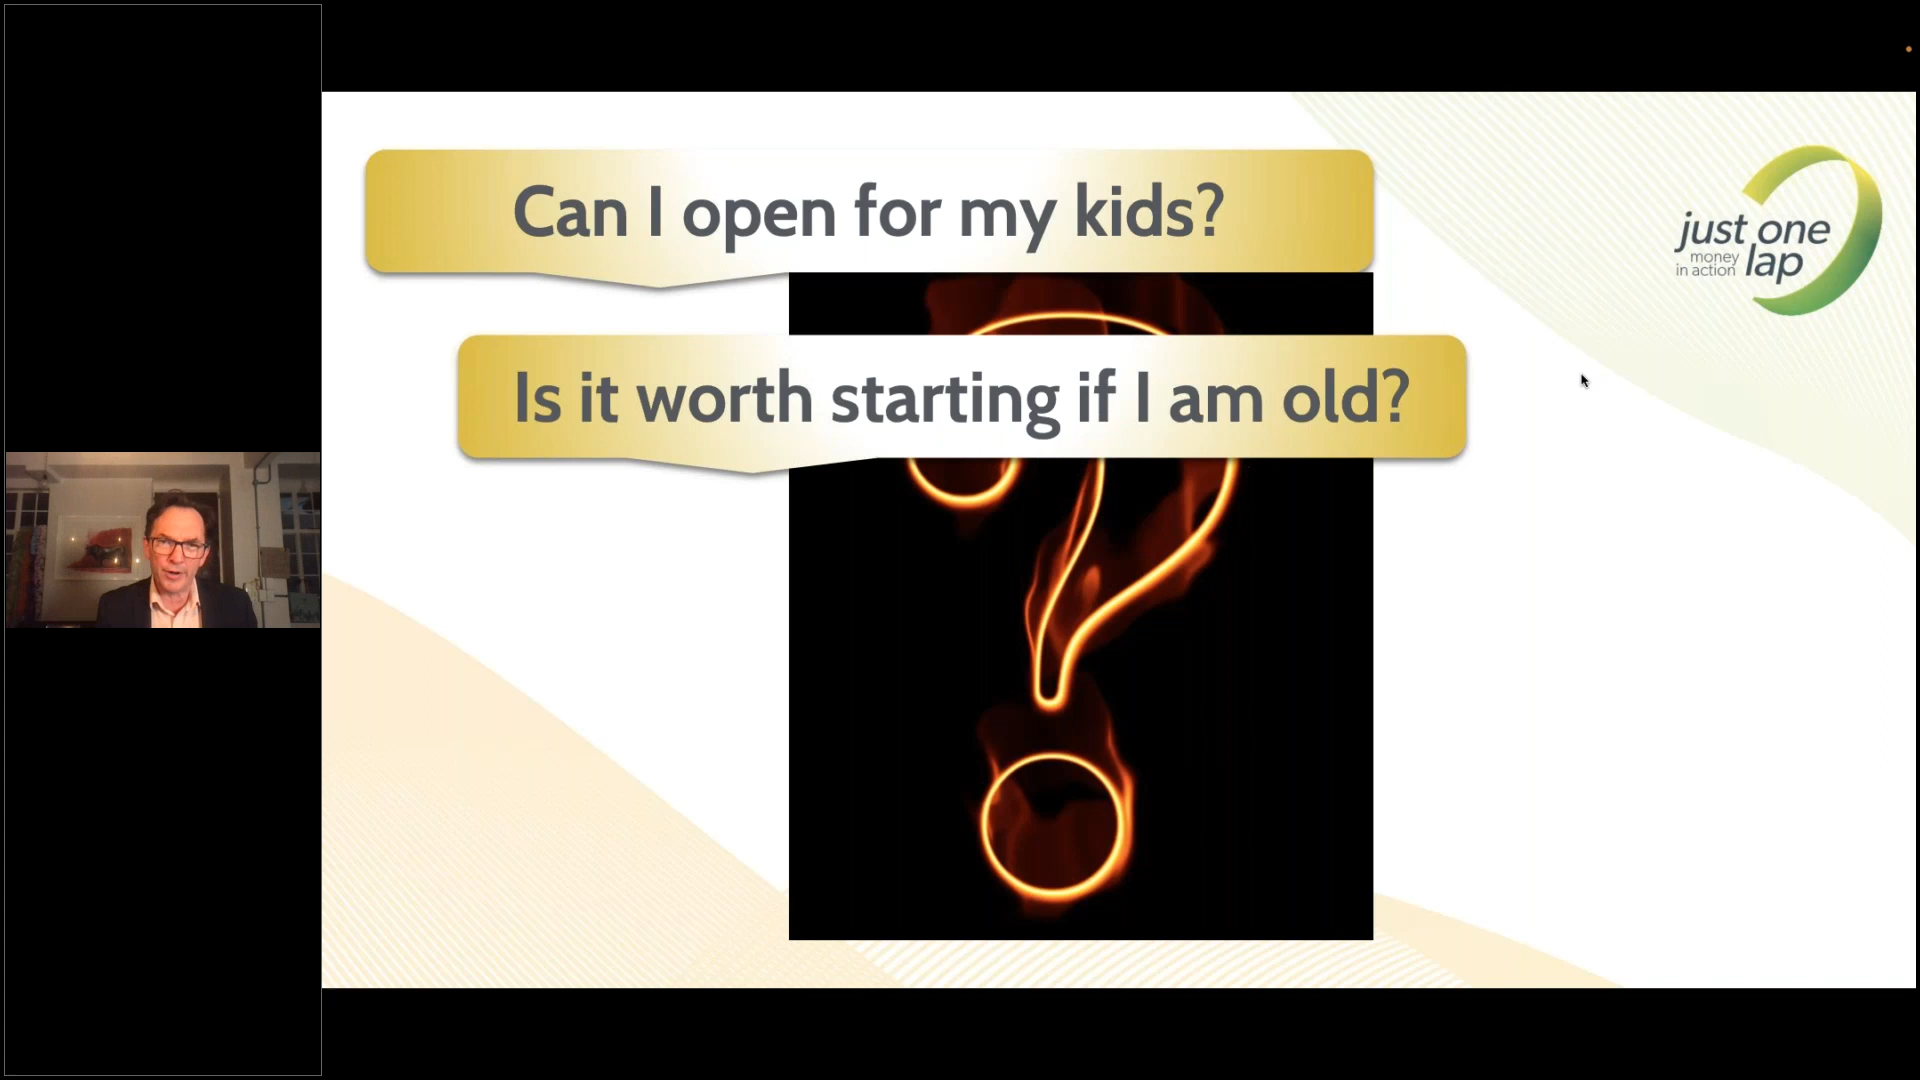 Can I open for my kids?
Is it worth starting if I am old?
just one
money lap
in action